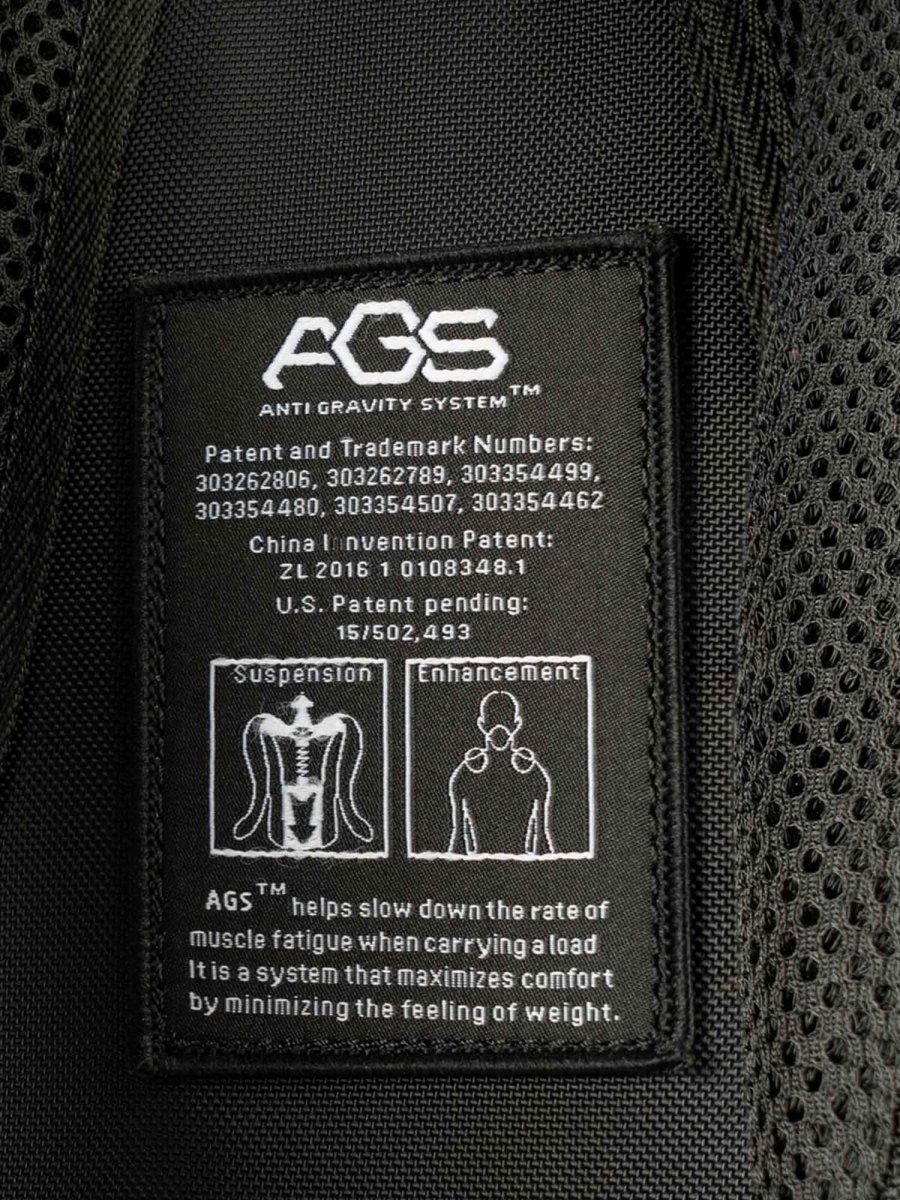 AGS
ANTI GRAVITY SYSTEM™
Patent and Trademark Numbers:
303262806, 303262789, 303354499,
303354480, 303354507, 303354462
China Invention Patent:
ZL 2016 1 0108348.1
U.S. Patent pending:
15/502,493
Suspension
Enhancement
AGS™ helps slow down the rate of
muscle fatigue when carrying a load
It is a system that maximizes comfort
by minimizing the feeling of weight.